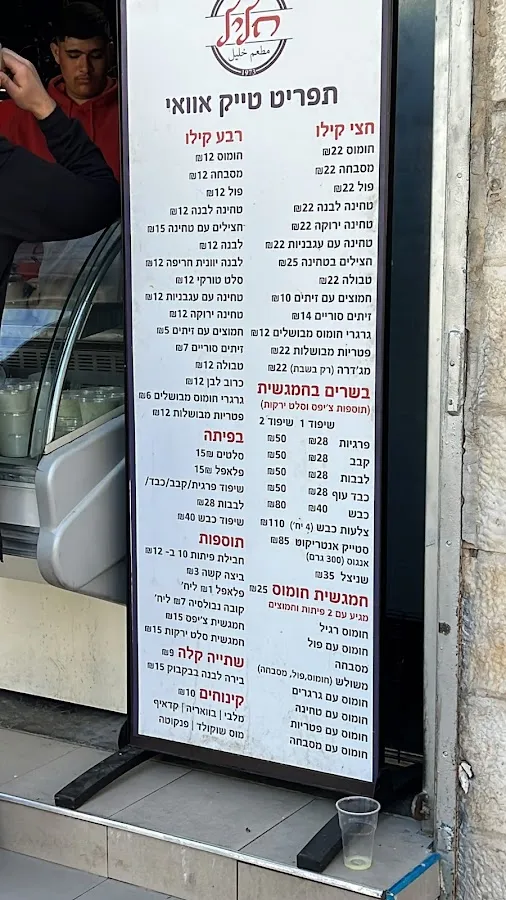 חליל
مطعم خليل
1973
תפריט טייק אוואי
חצי קילו
חומוס 22₪
מסבחה 22₪
פול 22₪
טחינה לבנה 22₪
טחינה ירוקה 22₪
טחינה עם עגבניות 22₪
חצילים בטחינה 25₪
טבולה 22₪
חמוצים עם זיתים 10₪
זיתים סוריים 14₪
גרגרי חומוס מבושלים 12₪
פטריות מבושלות 22₪
מג'דרה (רק בשבת) 22₪
בשרים בחמגשית
(תוספות צ'יפס וסלט ירקות)
שיפוד 1 שיפוד 2
פרגיות 28₪ 50₪
קבב 28₪ 50₪
לבבות 28₪ 50₪
כבד עוף 28₪ 50₪
כבש 40₪ 80₪
צלעות כבש (4 יח') 110₪
סטייק אנטריקוט 85₪
אנגוס (300 גרם)
שניצל 35₪
חמגשית חומוס 25₪
מגיע עם 2 פיתות וחמוצים
חומוס רגיל
חומוס עם פול
מסבחה
משולש (חומוס,פול, מסבחה)
חומוס עם גרגרים
חומוס עם טחינה
חומוס עם פטריות
חומוס עם מסבחה
רבע קילו
חומוס 12₪
מסבחה 12₪
פול 12₪
טחינה לבנה 12₪
חצילים עם טחינה 15₪
לבנה 12₪
לבנה יוונית חריפה 12₪
סלט טורקי 12₪
טחינה עם עגבניות 12₪
טחינה ירוקה 12₪
חמוצים עם זיתים 5₪
זיתים סוריים 7₪
טבולה 12₪
כרוב לבן 12₪
גרגרי חומוס מבושלים 6₪
פטריות מבושלות 12₪
בפיתה
סלטים 15₪
פלאפל 15₪
שיפוד פרגית/קבב/כבד/
לבבות 28₪
שיפוד כבש 40₪
תוספות
חבילת פיתות 10 ב- 12₪
ביצה קשה 3₪
פלאפל 1₪ ליח'
קובה נבולסיה 7₪ ליח'
חמגשית צ'יפס 15₪
חמגשית סלט ירקות 15₪
שתייה קלה 9₪
בירה לבנה בבקבוק 15₪
קינוחים 10₪
מלבי | בוואריה | קדאיף
מוס שוקולד | פנקוטה